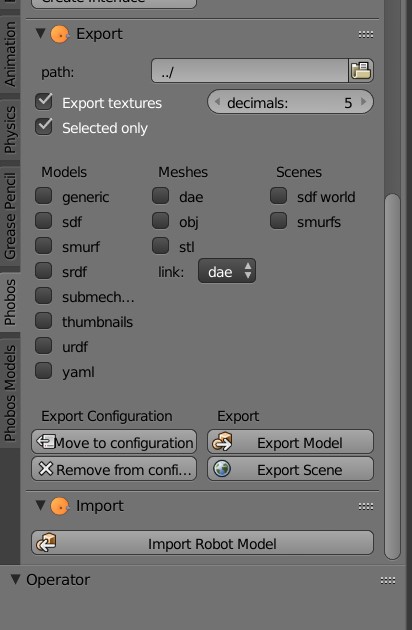 Create Interface
Export
path: ../
Export textures decimals: 5
Selected only
Models Meshes Scenes
generic dae sdf world
sdf obj smurfs
smurf stl
srdf link: dae
submech...
thumbnails
urdf
yaml
Export Configuration Export
Move to configuration Export Model
Remove from confi... Export Scene
Import
Import Robot Model
Operator
Animation
Physics
Grease Pencil
Phobos
Phobos Models